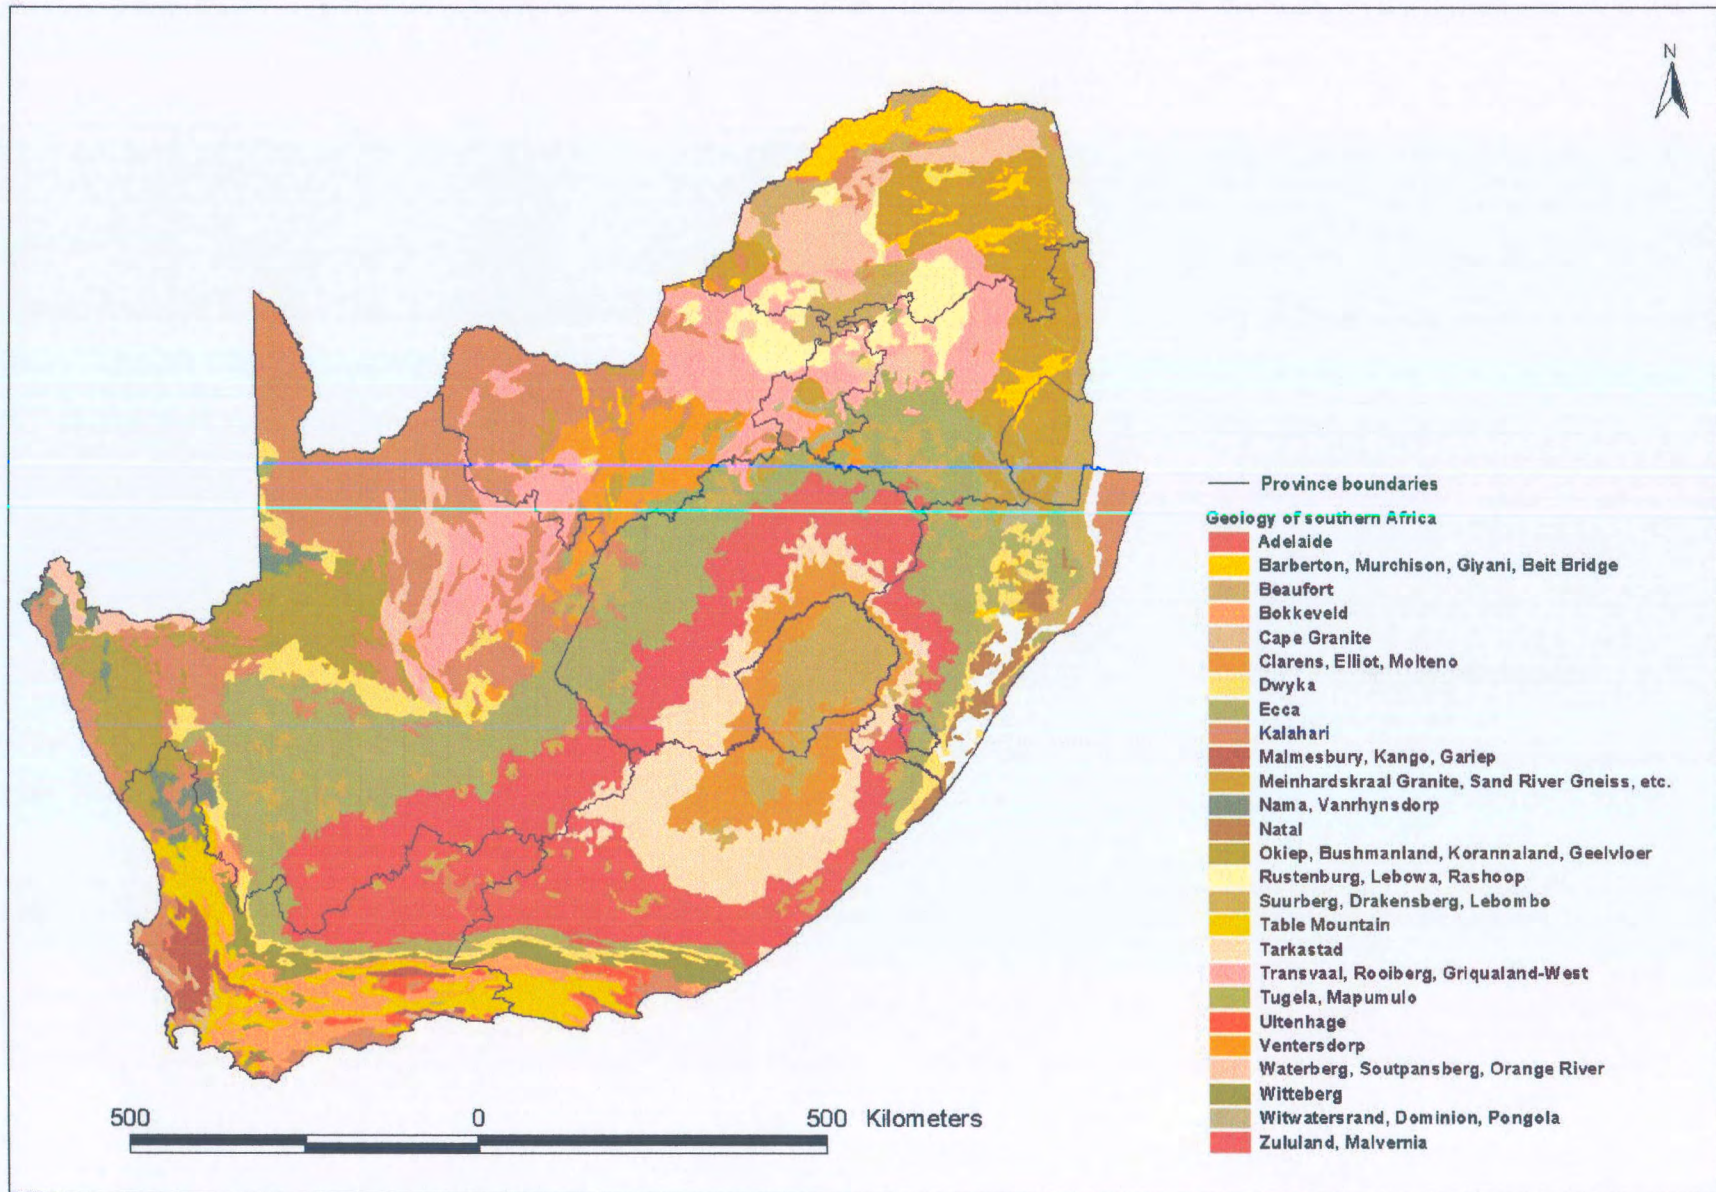 N
Province boundaries
Geology of southern Africa
Adelaide
Barberton, Murchison, Giyani, Beit Bridge
Beaufort
Bokkeveld
Cape Granite
Clarens, Elliot, Molteno
Dwyka
Ecca
Kalahari
Malmesbury, Kango, Gariep
Meinhardskraal Granite, Sand River Gneiss, etc.
Nama, Vanrhynsdorp
Natal
Okiep, Bushmanland, Korannaland, Geelvloer
Rustenburg, Lebowa, Rashoop
Suurberg, Drakensberg, Lebombo
Table Mountain
Tarkastad
Transvaal, Rooiberg, Griqualand-West
Tugela, Mapumulo
Uitenhage
Ventersdorp
Waterberg, Soutpansberg, Orange River
Witteberg
Witwatersrand, Dominion, Pongola
Zululand, Malvernia
500 0 500 Kilometers